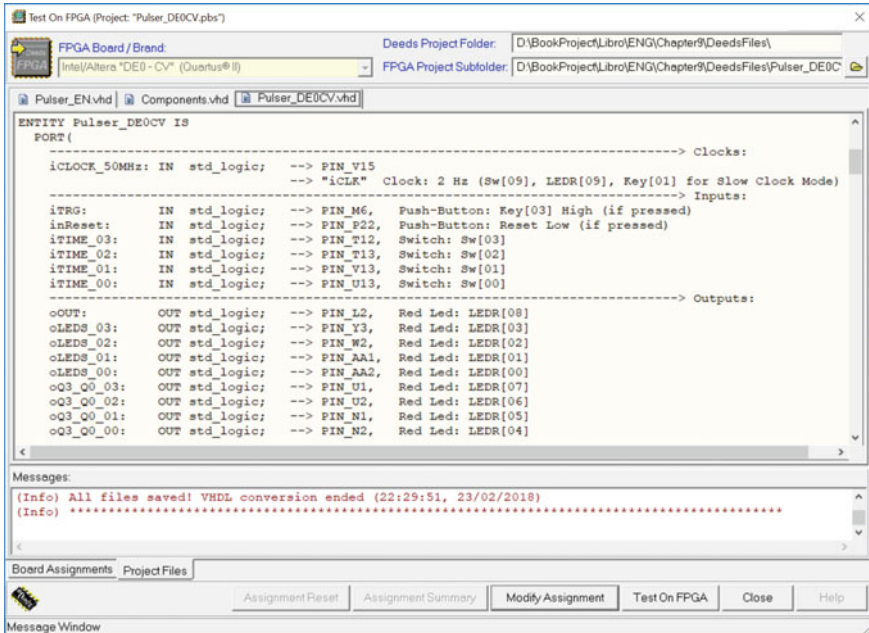 Test On FPGA (Project: "Pulser_DE0CV.pbs")
FPGA Board / Brand:
Intel/Altera "DE0 - CV" (Quartus® II)
Deeds Project Folder: D:\BookProject\Libro\ENG\Chapter9\DeedsFiles\
FPGA Project Subfolder: D:\BookProject\Libro\ENG\Chapter9\DeedsFiles\Pulser_DE0C
Pulser_EN.vhd Components.vhd Pulser_DE0CV.vhd
ENTITY Pulser_DE0CV IS
PORT(
--------------------------------------------------------------------------------> Clocks:
iCLOCK_50MHz: IN std_logic; --> PIN_V15
--> "iCLK" Clock: 2 Hz (Sw[09], LEDR[09], Key[01] for Slow Clock Mode)
--------------------------------------------------------------------------------> Inputs:
iTRG: IN std_logic; --> PIN_M6, Push-Button: Key[03] High (if pressed)
inReset: IN std_logic; --> PIN_P22, Push-Button: Reset Low (if pressed)
iTIME_03: IN std_logic; --> PIN_T12, Switch: Sw[03]
iTIME_02: IN std_logic; --> PIN_T13, Switch: Sw[02]
iTIME_01: IN std_logic; --> PIN_V13, Switch: Sw[01]
iTIME_00: IN std_logic; --> PIN_U13, Switch: Sw[00]
--------------------------------------------------------------------------------> Outputs:
oOUT: OUT std_logic; --> PIN_L2, Red Led: LEDR[08]
oLEDS_03: OUT std_logic; --> PIN_Y3, Red Led: LEDR[03]
oLEDS_02: OUT std_logic; --> PIN_W2, Red Led: LEDR[02]
oLEDS_01: OUT std_logic; --> PIN_AA1, Red Led: LEDR[01]
oLEDS_00: OUT std_logic; --> PIN_AA2, Red Led: LEDR[00]
oQ3_Q0_03: OUT std_logic; --> PIN_U1, Red Led: LEDR[07]
oQ3_Q0_02: OUT std_logic; --> PIN_U2, Red Led: LEDR[06]
oQ3_Q0_01: OUT std_logic; --> PIN_N1, Red Led: LEDR[05]
oQ3_Q0_00: OUT std_logic; --> PIN_N2, Red Led: LEDR[04]
Messages:
(Info) All files saved! VHDL conversion ended (22:29:51, 23/02/2018)
(Info) *******************************************************************************************
Board Assignments Project Files
Assignment Reset Assignment Summary Modify Assignment Test On FPGA Close Help
Message Window